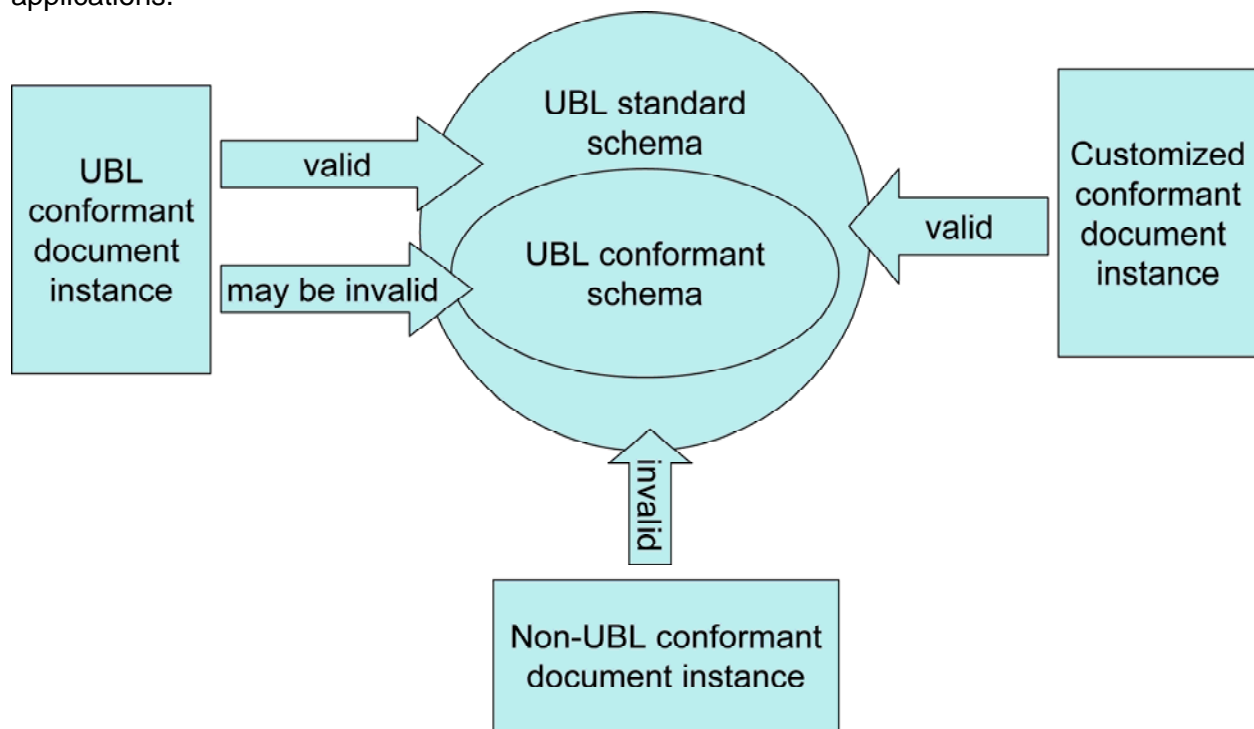 applications.
UBL standard
schema
UBL
conformant
document
instance
valid
may be invalid
UBL conformant
schema
valid
Customized
conformant
document
instance
invalid
Non-UBL conformant
document instance